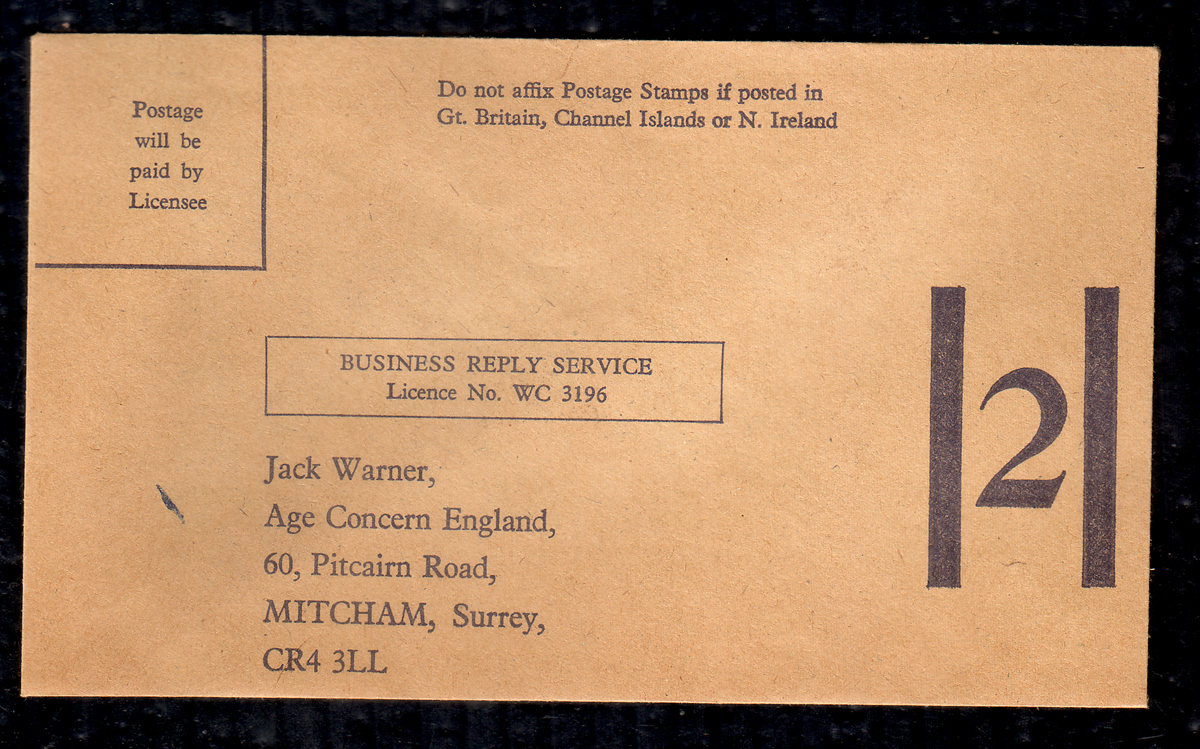 Postage
will be
paid by
Licensee
Do not affix Postage Stamps if posted in
Gt. Britain, Channel Islands or N. Ireland
BUSINESS REPLY SERVICE
Licence No. WC 3196
2
Jack Warner,
Age Concern England,
60, Pitcairn Road,
MITCHAM, Surrey,
CR4 3LL